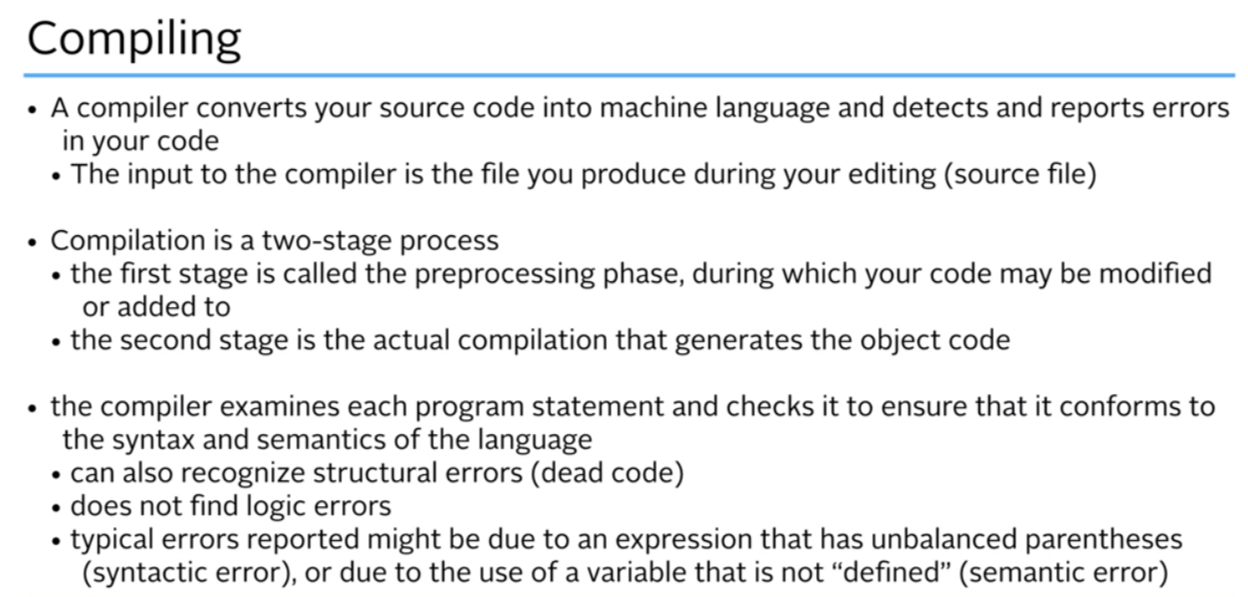 Compiling
• A compiler converts your source code into machine language and detects and reports errors
in your code
• The input to the compiler is the file you produce during your editing (source file)
• Compilation is a two-stage process
• the first stage is called the preprocessing phase, during which your code may be modified
or added to
• the second stage is the actual compilation that generates the object code
• the compiler examines each program statement and checks it to ensure that it conforms to
the syntax and semantics of the language
• can also recognize structural errors (dead code)
• does not find logic errors
• typical errors reported might be due to an expression that has unbalanced parentheses
(syntactic error), or due to the use of a variable that is not “defined” (semantic error)